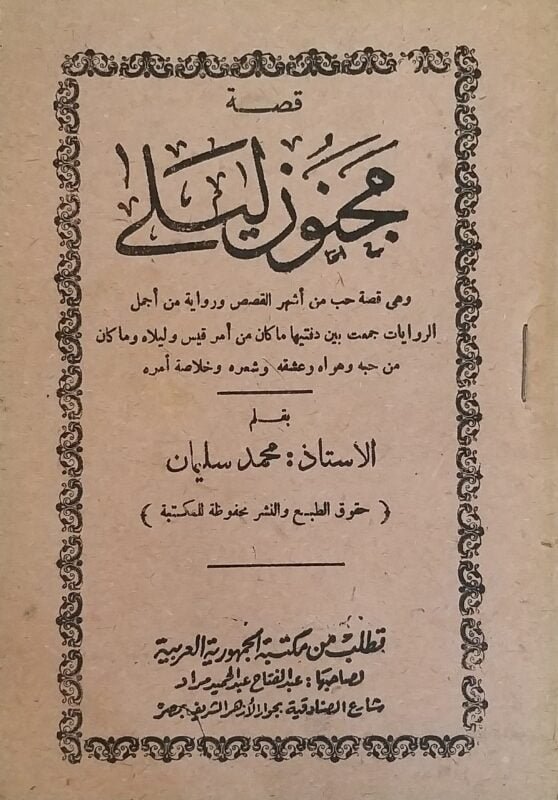 قصة
مجنون ليلى
وهى قصة حب من أشهر القصص ورواية من أجمل
الروايات جمعت بين دفتيها ما كان من أمر قيس وليلاه وما كان
من حبه وهواه وعشقه وشعره وخلاصة أمره
بقلم
الأستاذ : محمد سليمان
( حقوق الطبع والنشر محفوظة للمكتبة )
تطلب من مكتبة الجمهورية العربية
لصاحبها : عبد الفتاح عبد الحميد مراد
شارع الصنادقية بجوار الأزهر الشريف بمصر